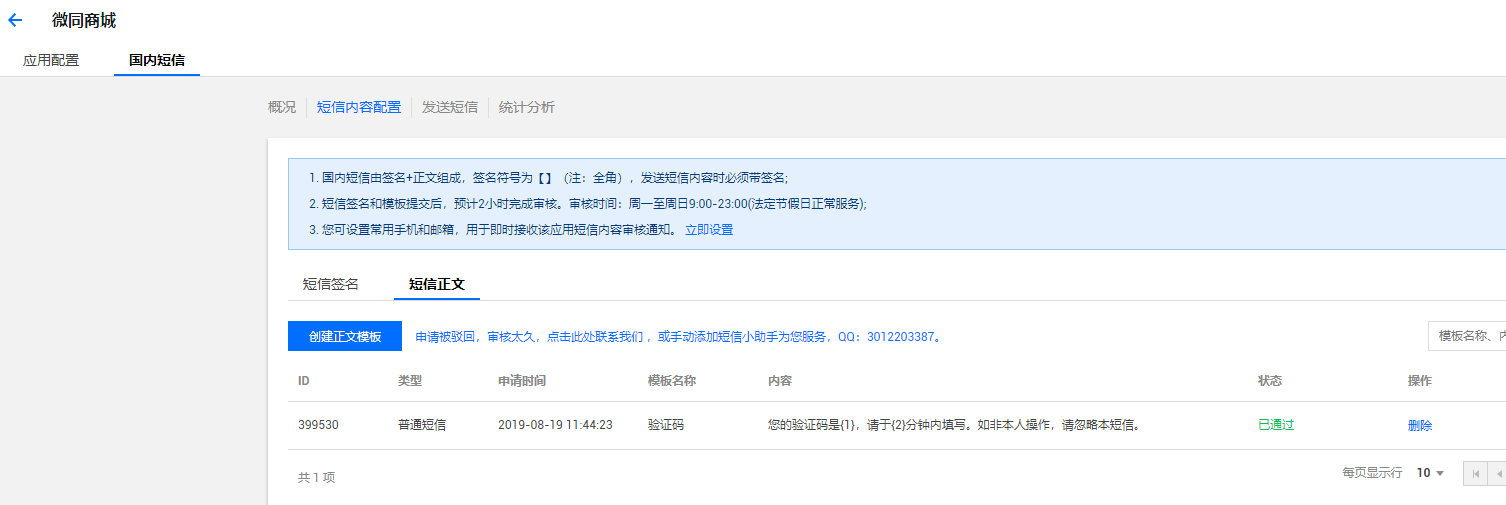 微同商城
应用配置 国内短信
概况 短信内容配置 发送短信 统计分析
1. 国内短信由签名+正文组成，签名符号为【】（注：全角），发送短信内容时必须带签名;
2. 短信签名和模板提交后，预计2小时完成审核。审核时间：周一至周日9:00-23:00(法定节假日正常服务);
3. 您可设置常用手机和邮箱，用于即时接收该应用短信内容审核通知。 立即设置
短信签名 短信正文
创建正文模板 申请被驳回，审核太久，点击此处联系我们 ，或手动添加短信小助手为您服务，QQ：3012203387。 模板名称、内
ID 类型 申请时间 模板名称 内容 状态 操作
399530 普通短信 2019-08-19 11:44:23 验证码 您的验证码是{1}，请于{2}分钟内填写。如非本人操作，请忽略本短信。 已通过 删除
共 1 项 每页显示行 10